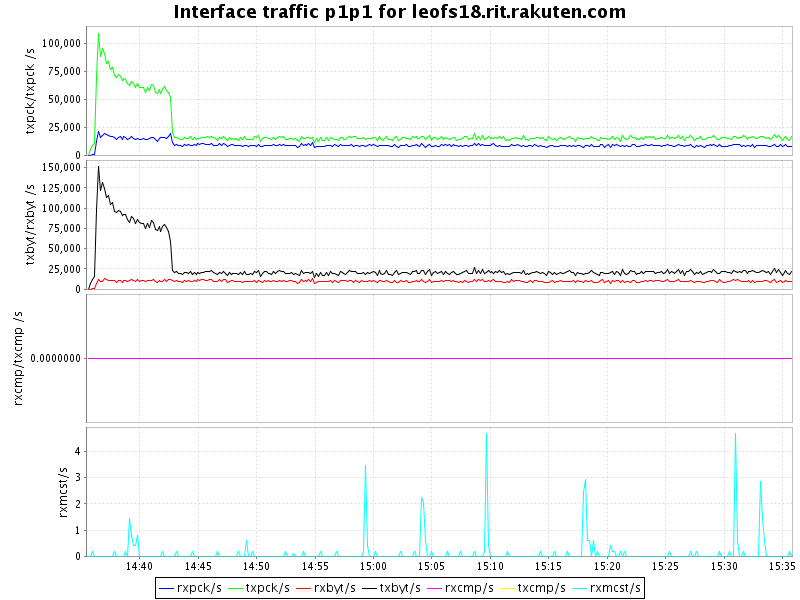 Interface traffic p1p1 for leofs18.rit.rakuten.com
txpck/txpck /s
100,000
75,000
50,000
25,000
0
txbyt/rxbyt /s
150,000
125,000
100,000
75,000
50,000
25,000
0
rxcmp/txcmp /s
0.0000000
rxmcst/s
4
3
2
1
0
14:40 14:45 14:50 14:55 15:00 15:05 15:10 15:15 15:20 15:25 15:30 15:35
rxpck/s txpck/s rxbyt/s txbyt/s rxcmp/s txcmp/s rxmcst/s